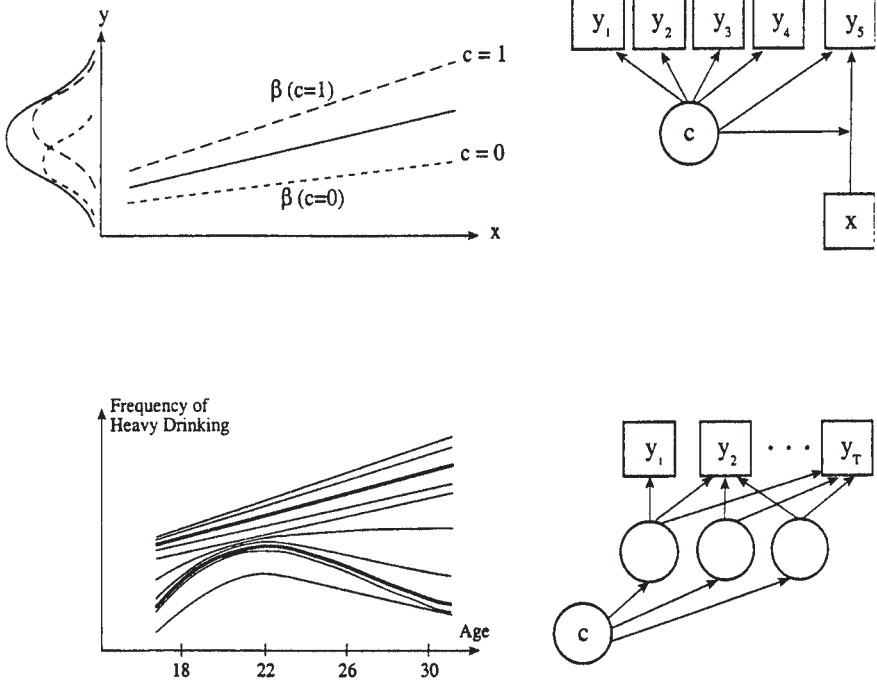 y
c = 1
β (c=1)
c = 0
β (c=0)
x
y₁ y₂ y₃ y₄ y₅
c
x
Frequency of
Heavy Drinking
Age
18 22 26 30
y₁ y₂ · · · y_T
c